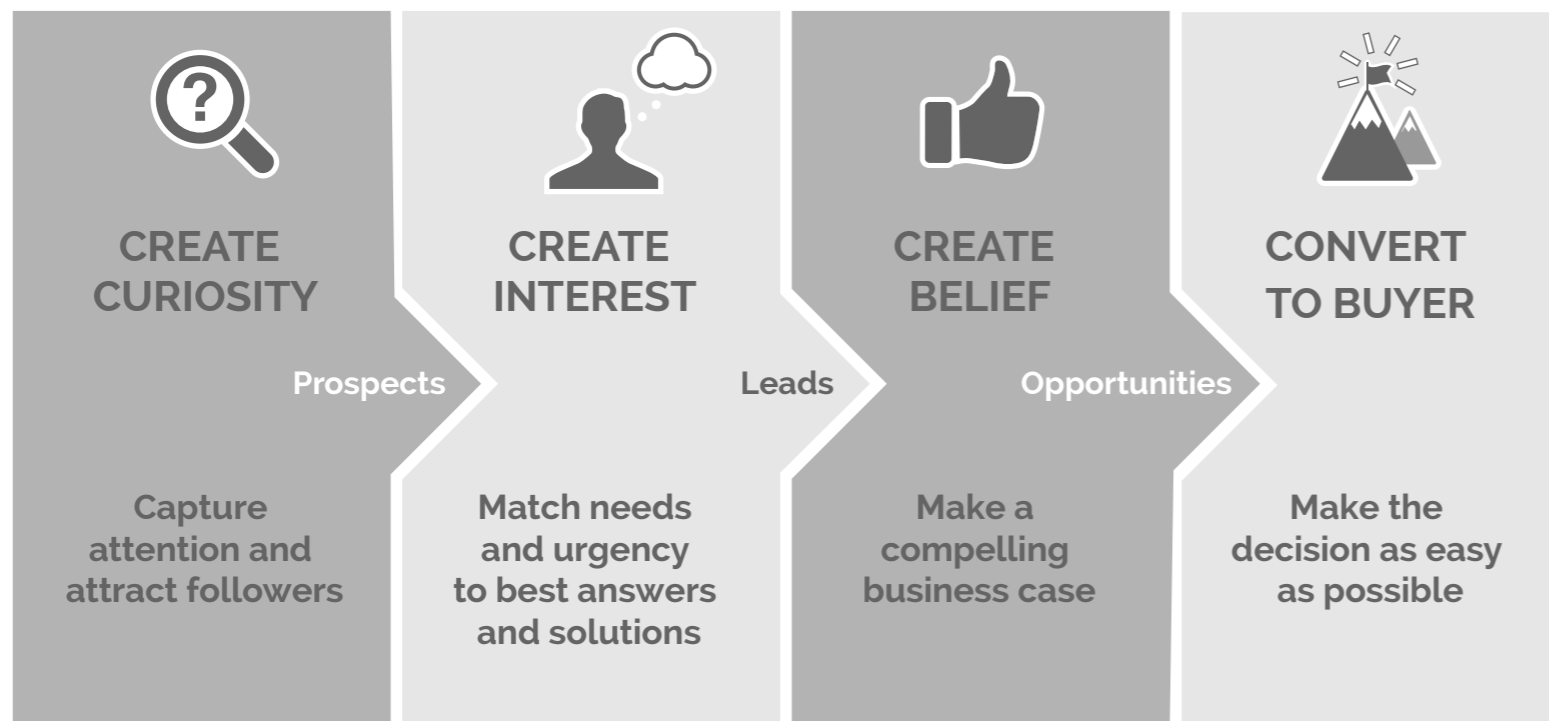 ?
CREATE
CURIOSITY
Prospects
Capture
attention and
attract followers
CREATE
INTEREST
Leads
Match needs
and urgency
to best answers
and solutions
CREATE
BELIEF
Opportunities
Make a
compelling
business case
CONVERT
TO BUYER
Make the
decision as easy
as possible